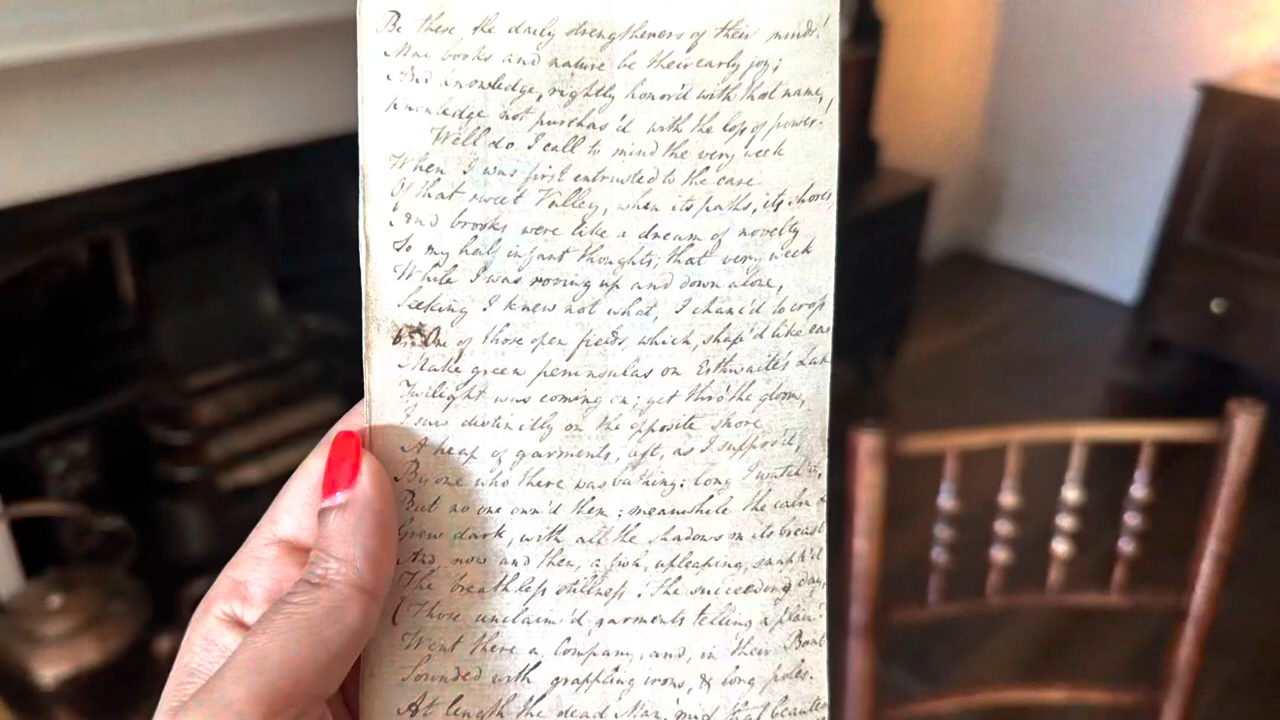 Be these the daily strengtheners of their minds!
May books and nature be their early joy;
And knowledge, rightly honor'd with that name,
Knowledge not purchas'd with the loss of power!
Well do I call to mind the very week
When I was first entrusted to the care
Of that sweet Valley, when its paths, its shores,
And brooks were like a dream of novelty
To my half infant thoughts; that very week
While I was roving up and down alone,
Seeking I knew not what, I chanc'd to cross
One of those open fields, which, shap'd like ears
Make green peninsulas on Esthwaite's Lake
Twilight was coming on; yet thro' the gloom,
I saw distinctly on the opposite shore
A heap of garments, left, as I suppos'd,
By one who there was bathing: long I watch'd,
But no one own'd them; meanwhile the calm
Grew dark, with all the shadows on its breast
And, now and then, a fish, upleaping, snapp'd
The breathless stillness. The succeeding day,
(Those unclaim'd garments telling a plain
Went there a Company, and, in their Boat
Sounded with grappling irons, & long poles.
At length the dead Man, 'mid that beauteous